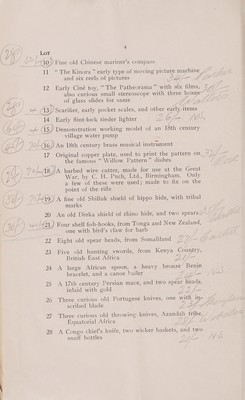 4
LOT
10 Fine old Chinese mariner's compass
11 "The Kinora" early type of moving picture machine
and six reels of pictures
12 Early Ciné toy, "The Patheorama" with six films,
also curious small stereoscope with three boxes
of glass slides for same
13 Scarifier, early pocket scales, and other early items
14 Early flint-lock tinder lighter
15 Demonstration working model of an 18th century
village water pump
16 An 18th century brass musical instrument
17 Original copper plate, used to print the pattern on
the famous "Willow Pattern" dishes
18 A barbed wire cutter, made for use at the Great
War, by C. H. Pugh, Ltd., Birmingham. Only
a few of these were used; made to fix on the
point of the rifle
19 A fine old Shilluk shield of hippo hide, with tribal
marks
20 An old Dinka shield of rhino hide, and two spears
21 Four shell fish-hooks, from Tonga and New Zealand,
one with bird's claw for barb
22 Eight old spear heads, from Somaliland
23 Five old hunting swords, from Kenya Country,
British East Africa
24 A large African spoon, a heavy bronze Benin
bracelet, and a canoe bailer
25 A 17th century Persian mace, and two spear heads
inlaid with gold
26 Three curious old Portuguese knives, one with in-
scribed blade
27 Three curious old throwing knives, Azandeh tribe,
Equatorial Africa
28 A Congo chief's knife, two wicker baskets, and two
snuff bottles